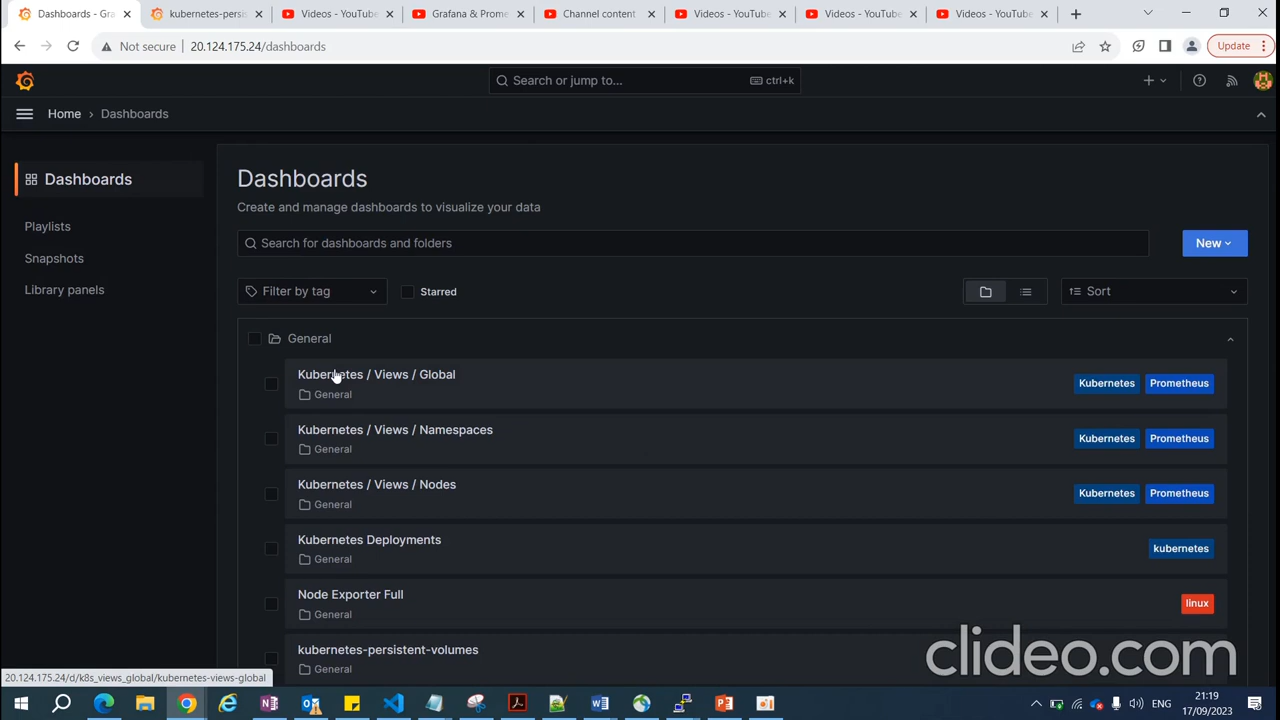 Dashboards - Gra
kubernetes-persis
Videos - YouTube
Grafana & Prome
Channel content
Videos - YouTube
Videos - YouTube
Videos - YouTube
Not secure
20.124.175.24/dashboards
Update
Search or jump to...
ctrl+k
Home › Dashboards
Dashboards
Playlists
Snapshots
Library panels
Dashboards
Create and manage dashboards to visualize your data
Search for dashboards and folders
New
Filter by tag
Starred
Sort
General
Kubernetes / Views / Global
General
Kubernetes Prometheus
Kubernetes / Views / Namespaces
General
Kubernetes Prometheus
Kubernetes / Views / Nodes
General
Kubernetes Prometheus
Kubernetes Deployments
General
kubernetes
Node Exporter Full
General
linux
kubernetes-persistent-volumes
General
clideo.com
20.124.175.24/d/k8s_views_global/kubernetes-views-global
ENG
21:19
17/09/2023